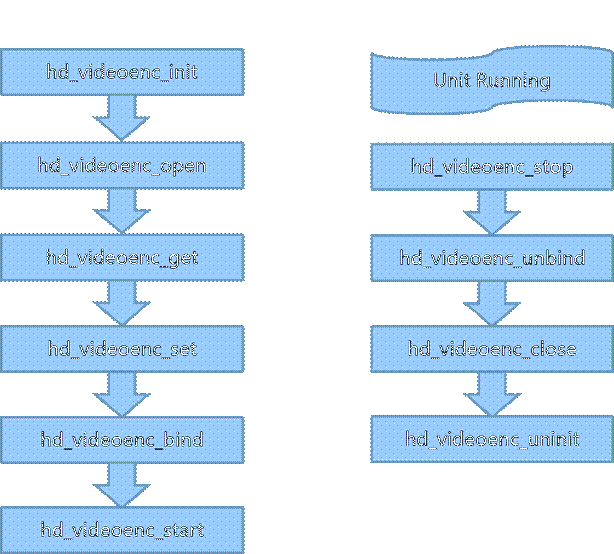 hd_videoenc_init
hd_videoenc_open
hd_videoenc_get
hd_videoenc_set
hd_videoenc_bind
hd_videoenc_start
Unit Running
hd_videoenc_stop
hd_videoenc_unbind
hd_videoenc_close
hd_videoenc_uninit